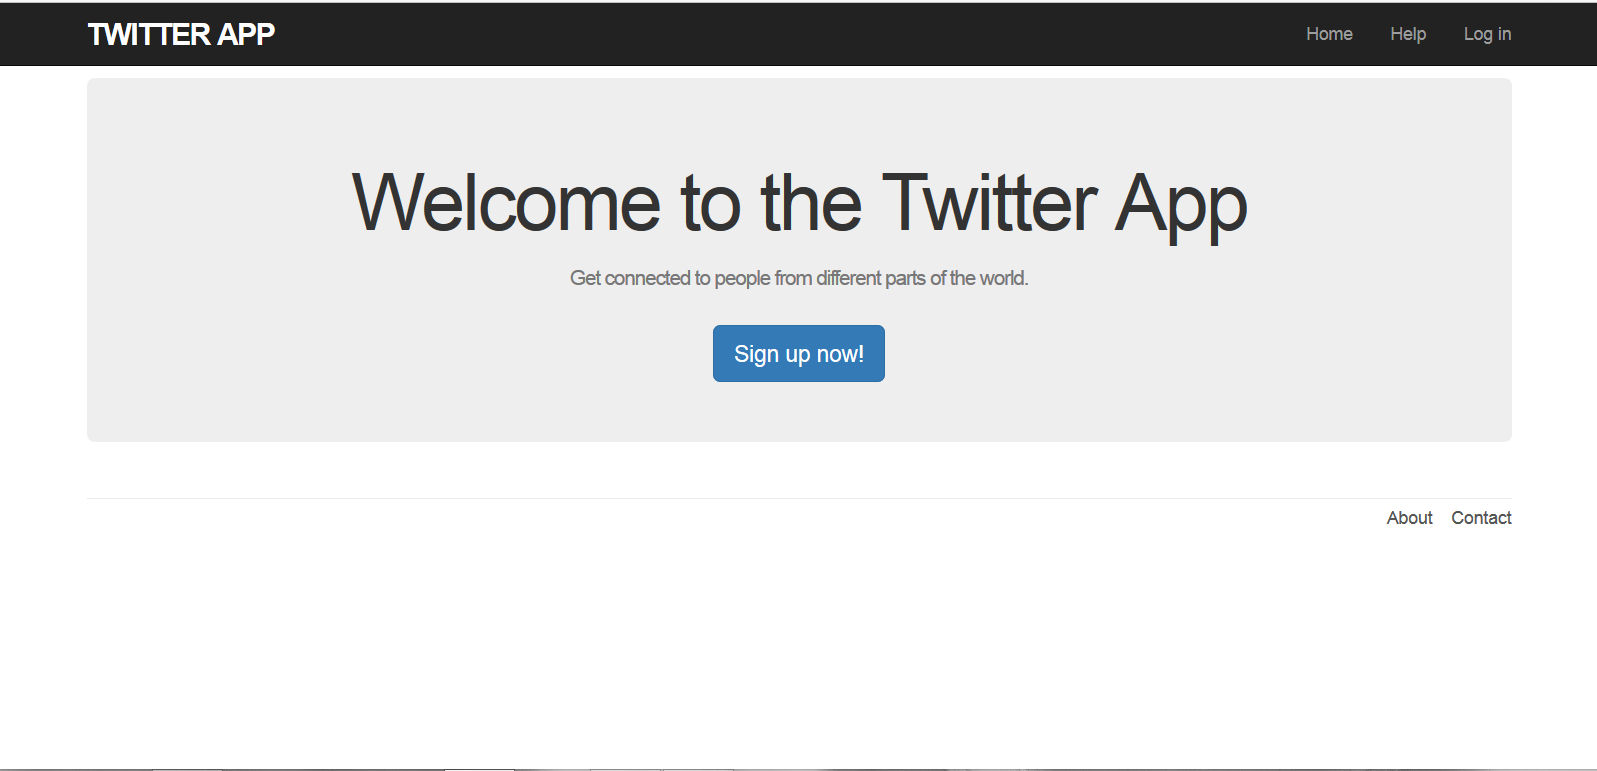 TWITTER APP
Home Help Log in
Welcome to the Twitter App
Get connected to people from different parts of the world.
Sign up now!
About Contact